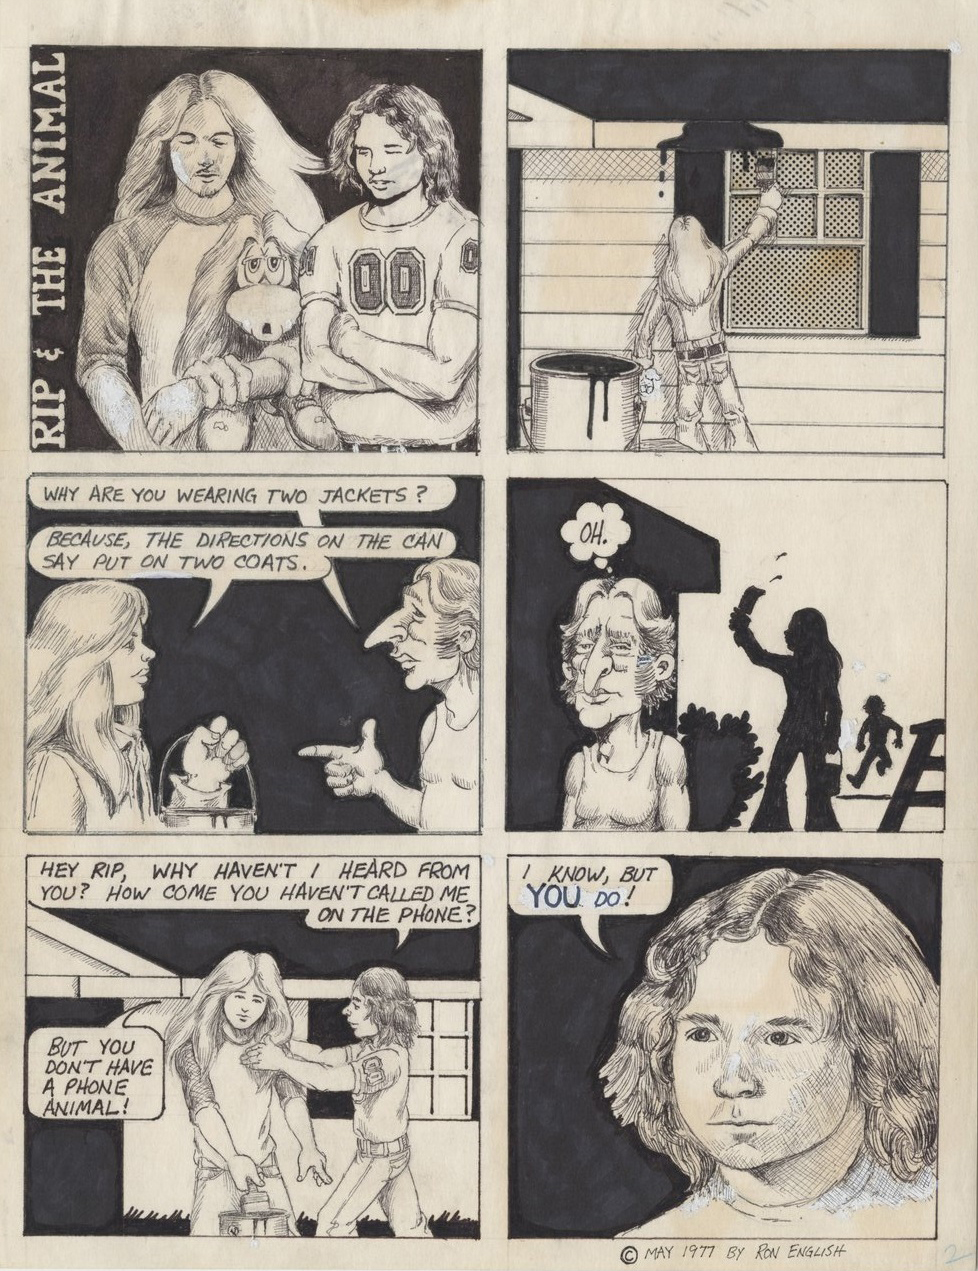 RIP & THE ANIMAL
00
0
WHY ARE YOU WEARING TWO JACKETS?
BECAUSE, THE DIRECTIONS ON THE CAN
SAY PUT ON TWO COATS.
OH.
HEY RIP, WHY HAVEN'T I HEARD FROM
YOU? HOW COME YOU HAVEN'T CALLED ME
ON THE PHONE?
BUT YOU
DON'T HAVE
A PHONE
ANIMAL!
I KNOW, BUT
YOU DO!
© MAY 1977 BY RON ENGLISH
2